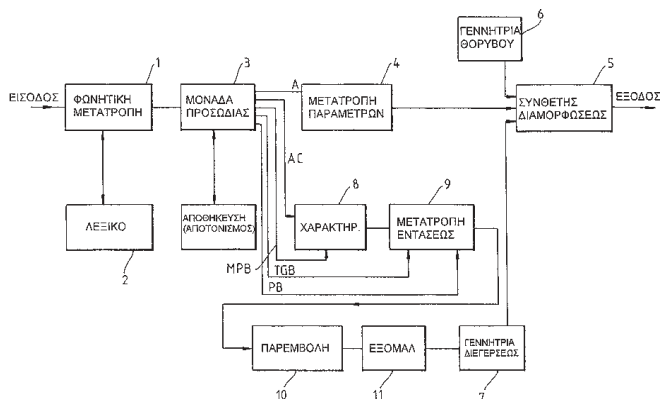 6
ΓΕΝΝΗΤΡΙΑ
ΘΟΡΥΒΟΥ
1
3
4
5
ΕΙΣΟΔΟΣ
ΦΩΝΗΤΙΚΗ
ΜΕΤΑΤΡΟΠΗ
ΜΟΝΑΔΑ
ΠΡΟΣΩΔΙΑΣ
A
ΜΕΤΑΤΡΟΠΗ
ΠΑΡΑΜΕΤΡΩΝ
ΣΥΝΘΕΤΗΣ
ΔΙΑΜΟΡΦΩΣΕΩΣ
ΕΞΟΔΟΣ
AC
8
9
ΛΕΞΙΚΟ
ΑΠΟΘΗΚΕΥΣΗ
(ΑΠΟΤΟΝΙΣΜΟΣ)
ΧΑΡΑΚΤΗΡ.
ΜΕΤΑΤΡΟΠΗ
ΕΝΤΑΣΕΩΣ
2
MPB
TGB
PB
ΠΑΡΕΜΒΟΛΗ
ΕΞΟΜΑΛ
ΓΕΝΝΗΤΡΙΑ
ΔΙΕΓΕΡΣΕΩΣ
10
11
7